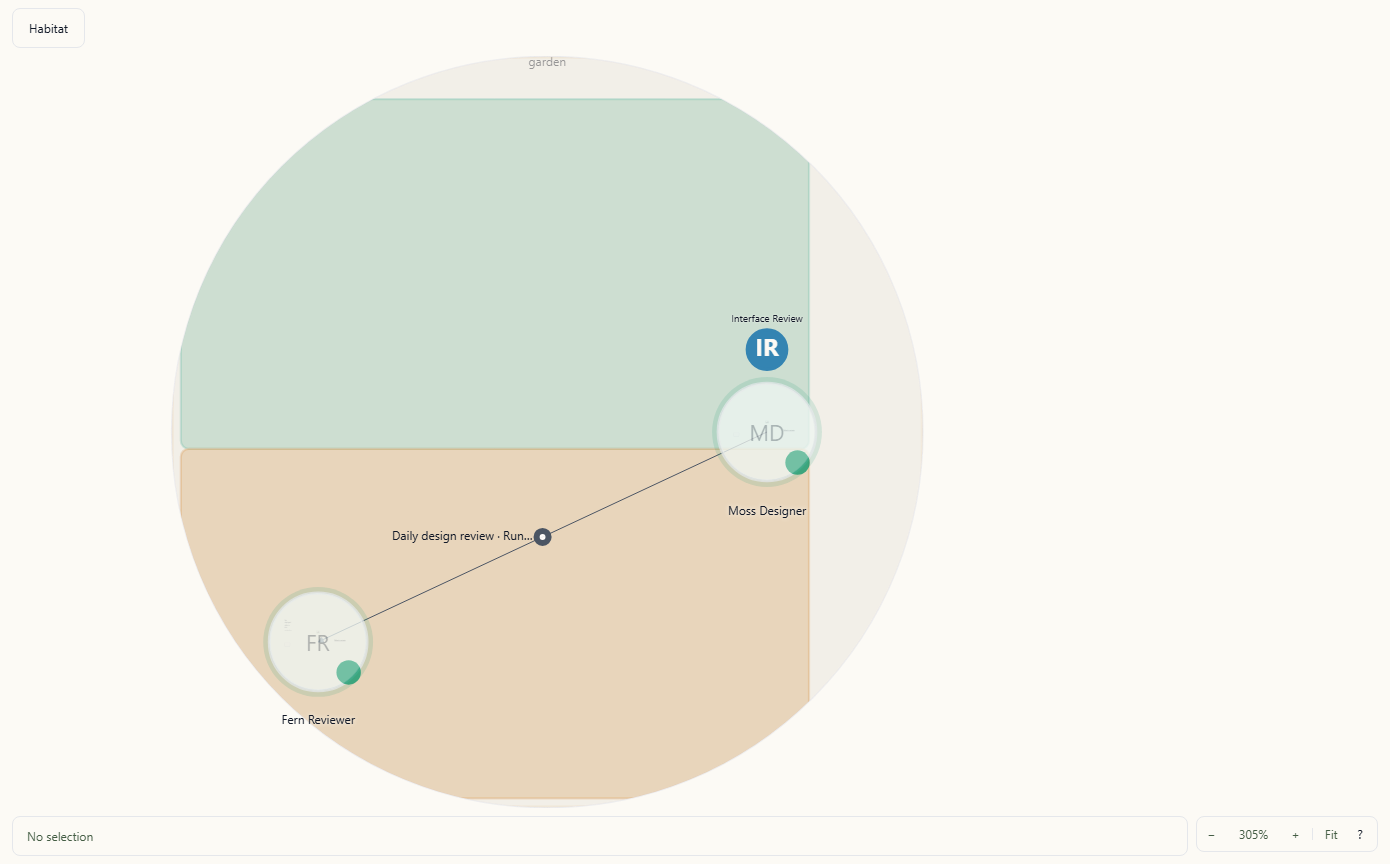 Habitat
garden
Interface Review
IR
MD
Moss Designer
Daily design review · Run...
FR
Fern Reviewer
No selection
− 305% + Fit ?